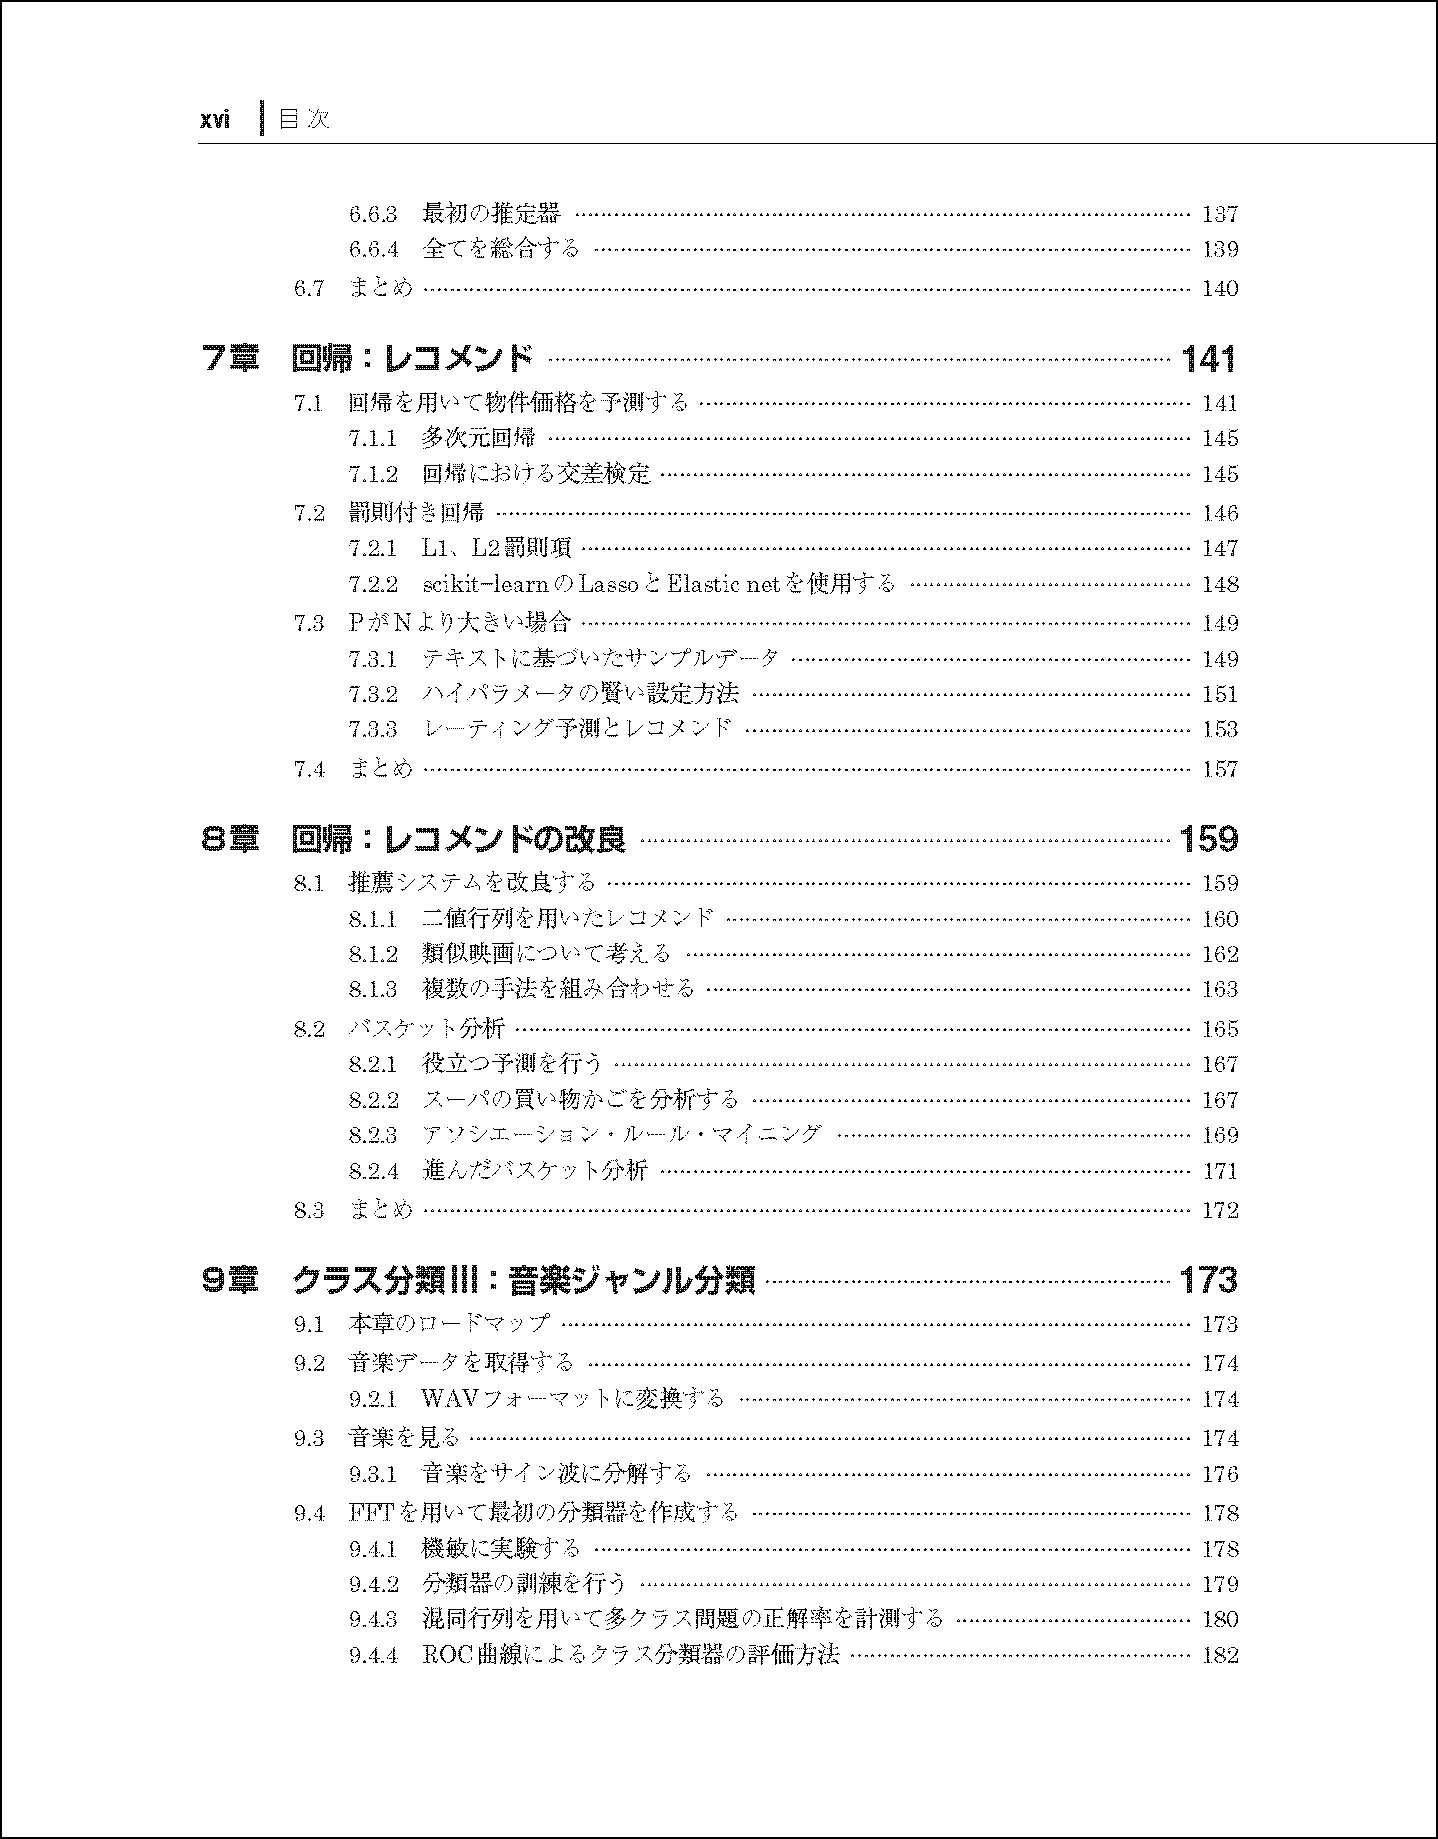 xvi 目次
6.6.3 最初の推定器 137
6.6.4 全てを総合する 139
6.7 まとめ 140
7章 回帰：レコメンド 141
7.1 回帰を用いて物件価格を予測する 141
7.1.1 多次元回帰 145
7.1.2 回帰における交差検定 145
7.2 罰則付き回帰 146
7.2.1 L1、L2罰則項 147
7.2.2 scikit-learnのLassoとElastic netを使用する 148
7.3 PがNより大きい場合 149
7.3.1 テキストに基づいたサンプルデータ 149
7.3.2 ハイパラメータの賢い設定方法 151
7.3.3 レーティング予測とレコメンド 153
7.4 まとめ 157
8章 回帰：レコメンドの改良 159
8.1 推薦システムを改良する 159
8.1.1 二値行列を用いたレコメンド 160
8.1.2 類似映画について考える 162
8.1.3 複数の手法を組み合わせる 163
8.2 バスケット分析 165
8.2.1 役立つ予測を行う 167
8.2.2 スーパの買い物かごを分析する 167
8.2.3 アソシエーション・ルール・マイニング 169
8.2.4 進んだバスケット分析 171
8.3 まとめ 172
9章 クラス分類III：音楽ジャンル分類 173
9.1 本章のロードマップ 173
9.2 音楽データを取得する 174
9.2.1 WAVフォーマットに変換する 174
9.3 音楽を見る 174
9.3.1 音楽をサイン波に分解する 176
9.4 FFTを用いて最初の分類器を作成する 178
9.4.1 機敏に実験する 178
9.4.2 分類器の訓練を行う 179
9.4.3 混同行列を用いて多クラス問題の正解率を計測する 180
9.4.4 ROC曲線によるクラス分類器の評価方法 182